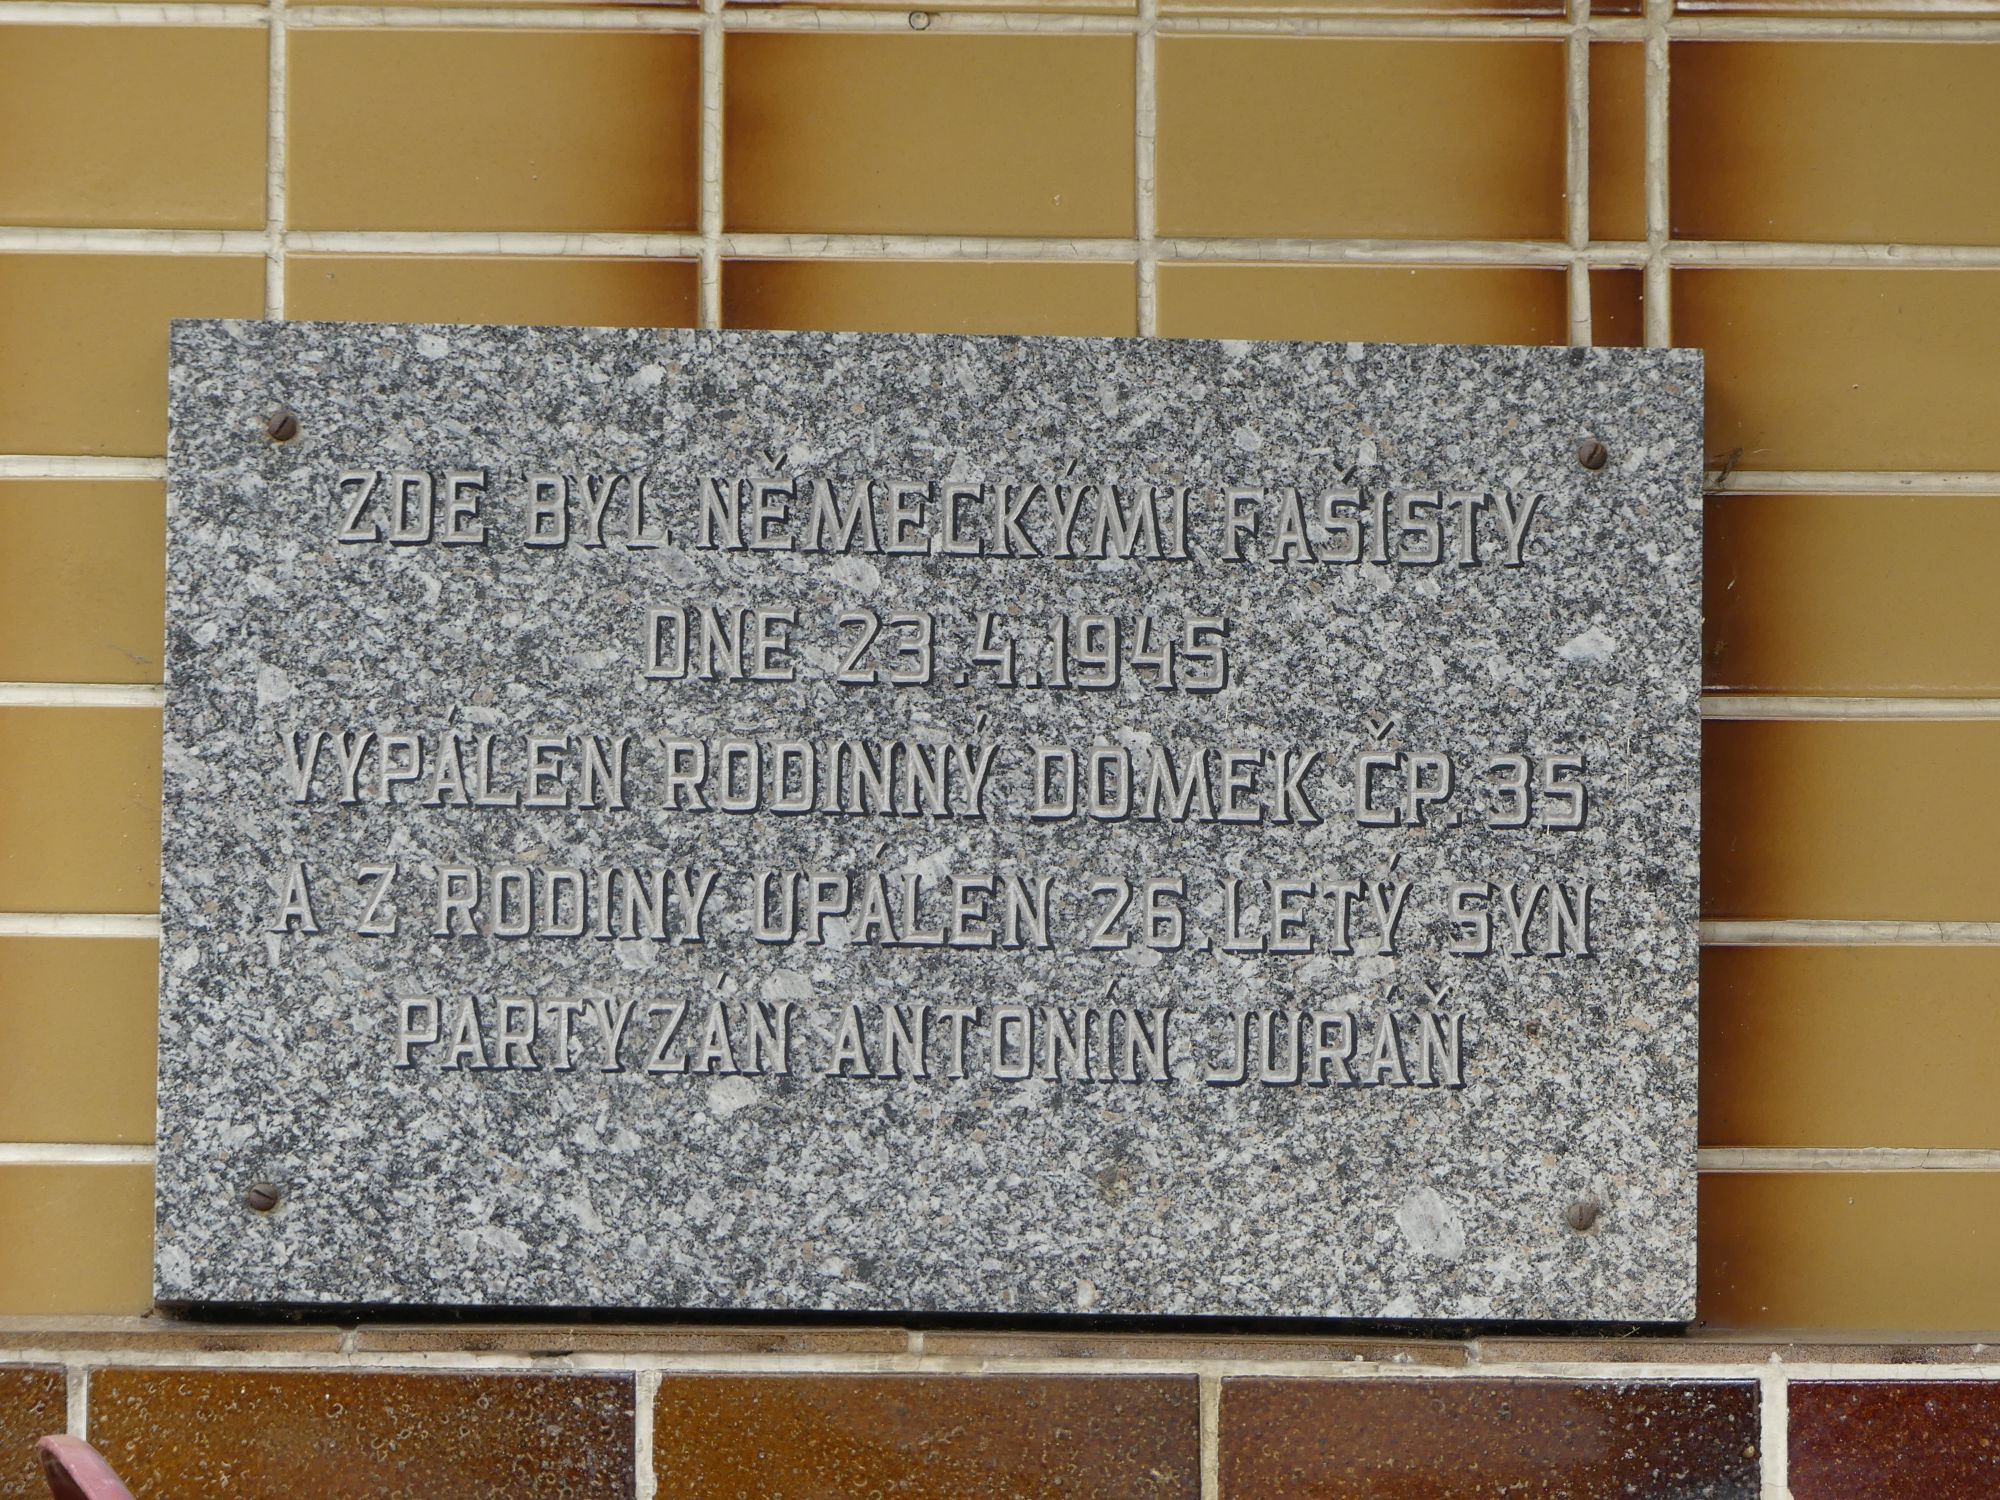 ZDE BYL NĚMECKÝMI FAŠISTY
DNE 23.4.1945
VYPÁLEN RODINNÝ DOMEK ČP. 35
A Z RODINY UPÁLEN 26.LETÝ SYN
PARTYZÁN ANTONÍN JURÁŇ